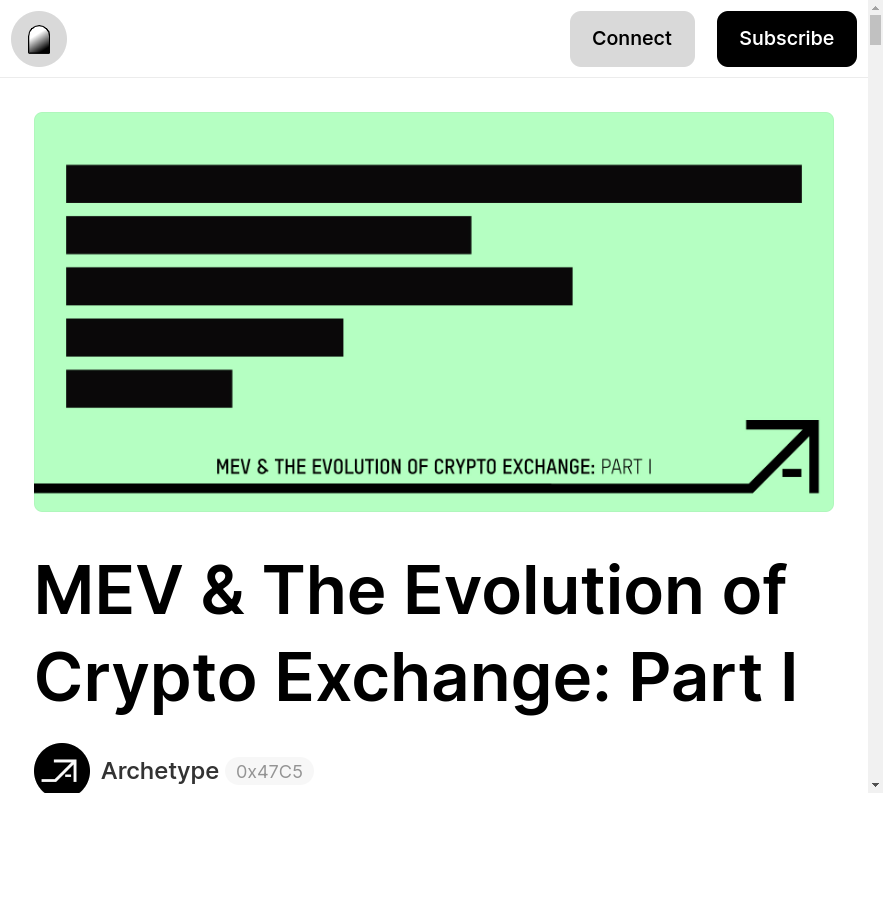 Connect
Subscribe
MEV & THE EVOLUTION OF CRYPTO EXCHANGE: PART I
MEV & The Evolution of
Crypto Exchange: Part I
Archetype 0x47C5